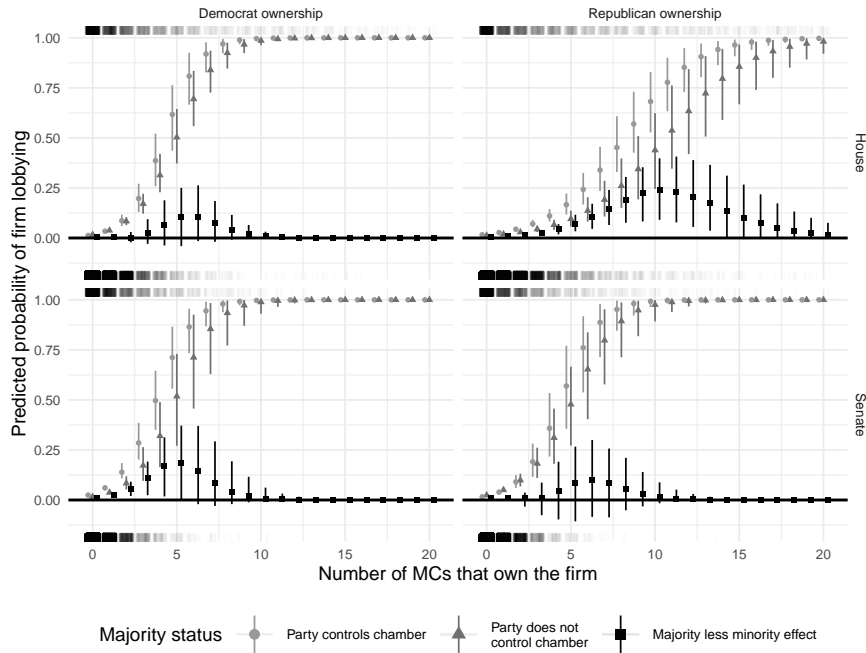 Democrat ownership
Republican ownership
1.00
0.75
0.50
0.25
0.00
House
1.00
0.75
0.50
0.25
0.00
Senate
Predicted probability of firm lobbying
0 5 10 15 20
0 5 10 15 20
Number of MCs that own the firm
Majority status
Party controls chamber
Party does not
control chamber
Majority less minority effect